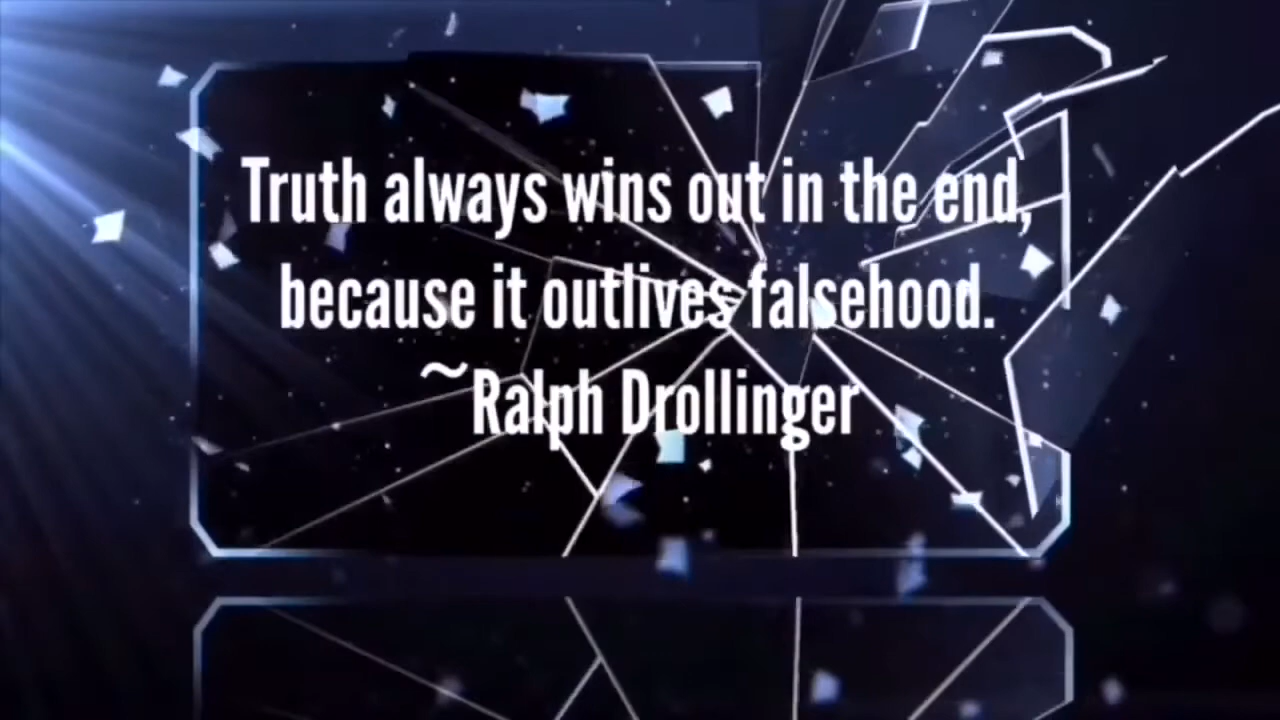 Truth always wins out in the end,
because it outlives falsehood.
~Ralph Drollinger